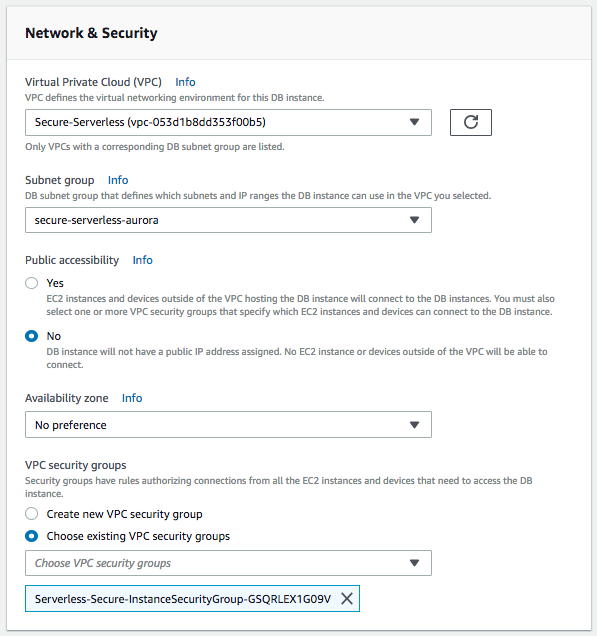 Network & Security
Virtual Private Cloud (VPC) Info
VPC defines the virtual networking environment for this DB instance.
Secure-Serverless (vpc-053d1b8dd353f00b5)
Only VPCs with a corresponding DB subnet group are listed.
Subnet group Info
DB subnet group that defines which subnets and IP ranges the DB instance can use in the VPC you selected.
secure-serverless-aurora
Public accessibility Info
Yes
EC2 instances and devices outside of the VPC hosting the DB instance will connect to the DB instances. You must also
select one or more VPC security groups that specify which EC2 instances and devices can connect to the DB instance.
No
DB instance will not have a public IP address assigned. No EC2 instance or devices outside of the VPC will be able to
connect.
Availability zone Info
No preference
VPC security groups
Security groups have rules authorizing connections from all the EC2 instances and devices that need to access the DB
instance.
Create new VPC security group
Choose existing VPC security groups
Choose VPC security groups
Serverless-Secure-InstanceSecurityGroup-GSQRLEX1G09V